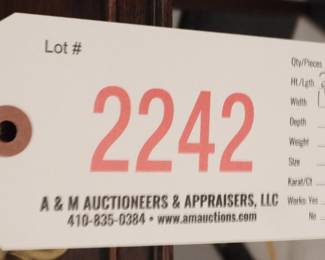 Lot #
Qty/Pieces
Ht/Lgth
Width
2242
Depth
Weight
Size
Karat/Ct
A & M AUCTIONEERS & APPRAISERS, LLC
Works: Yes
410-835-0384 • www.amauctions.com
No